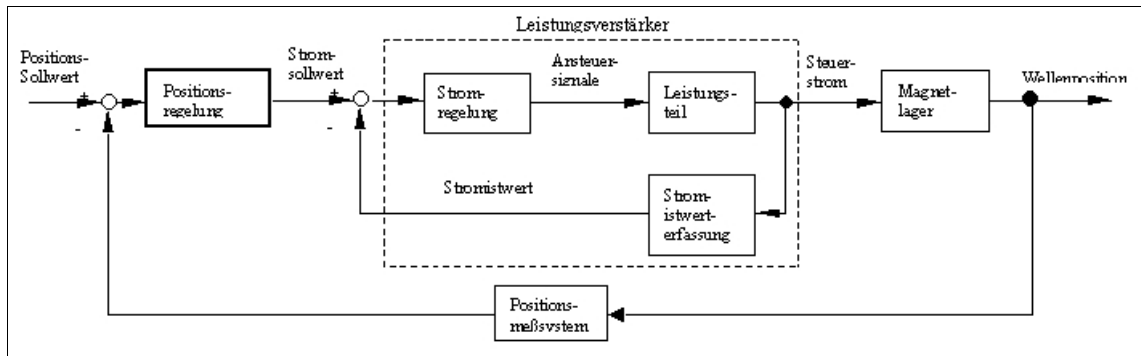 Leistungsverstärker
Positions-
Sollwert
+
-
Positions-
regelung
Strom-
sollwert
+
-
Strom-
regelung
Ansteuer-
signale
Leistungs-
teil
Steuer-
strom
Magnet-
lager
Wellenposition
Stromistwert
Strom-
istwert-
erfassung
Positions-
meßsystem